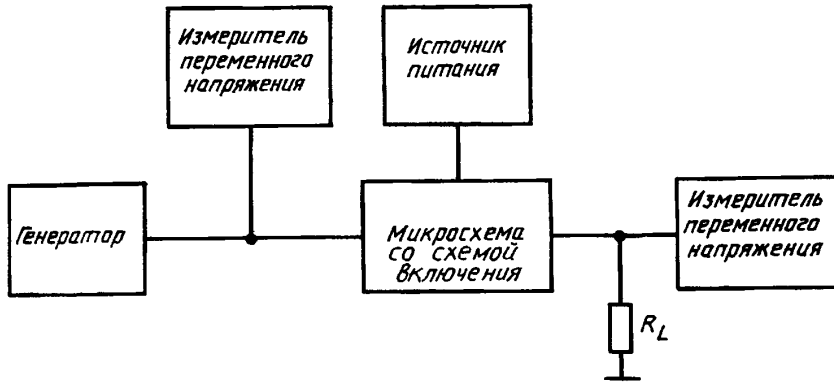 Измеритель
переменного
напряжения
Источник
питания
Генератор
Микросхема
со схемой
включения
Измеритель
переменного
напряжения
R_L